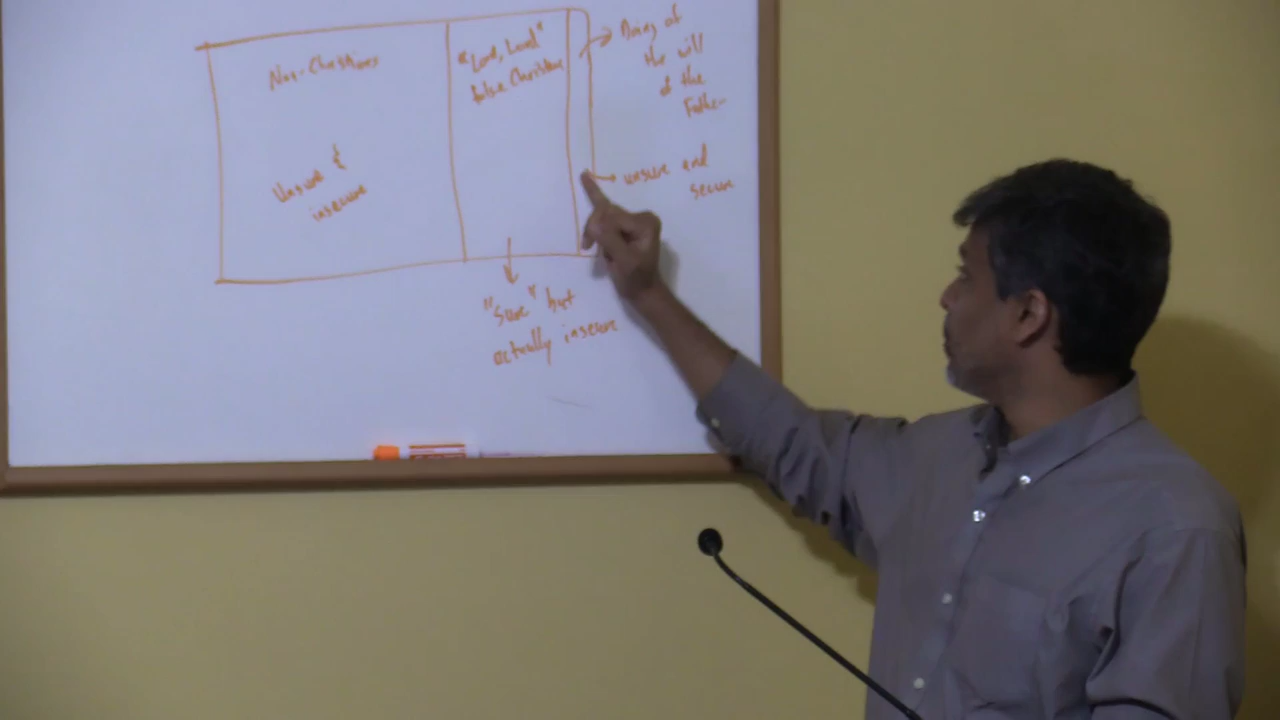 Non-Christians
Unsure &
insecure
"Lord, Lord"
false Christian
Doing of
the will
of the
Father
unsure and
secure
"Sure" but
actually insecure